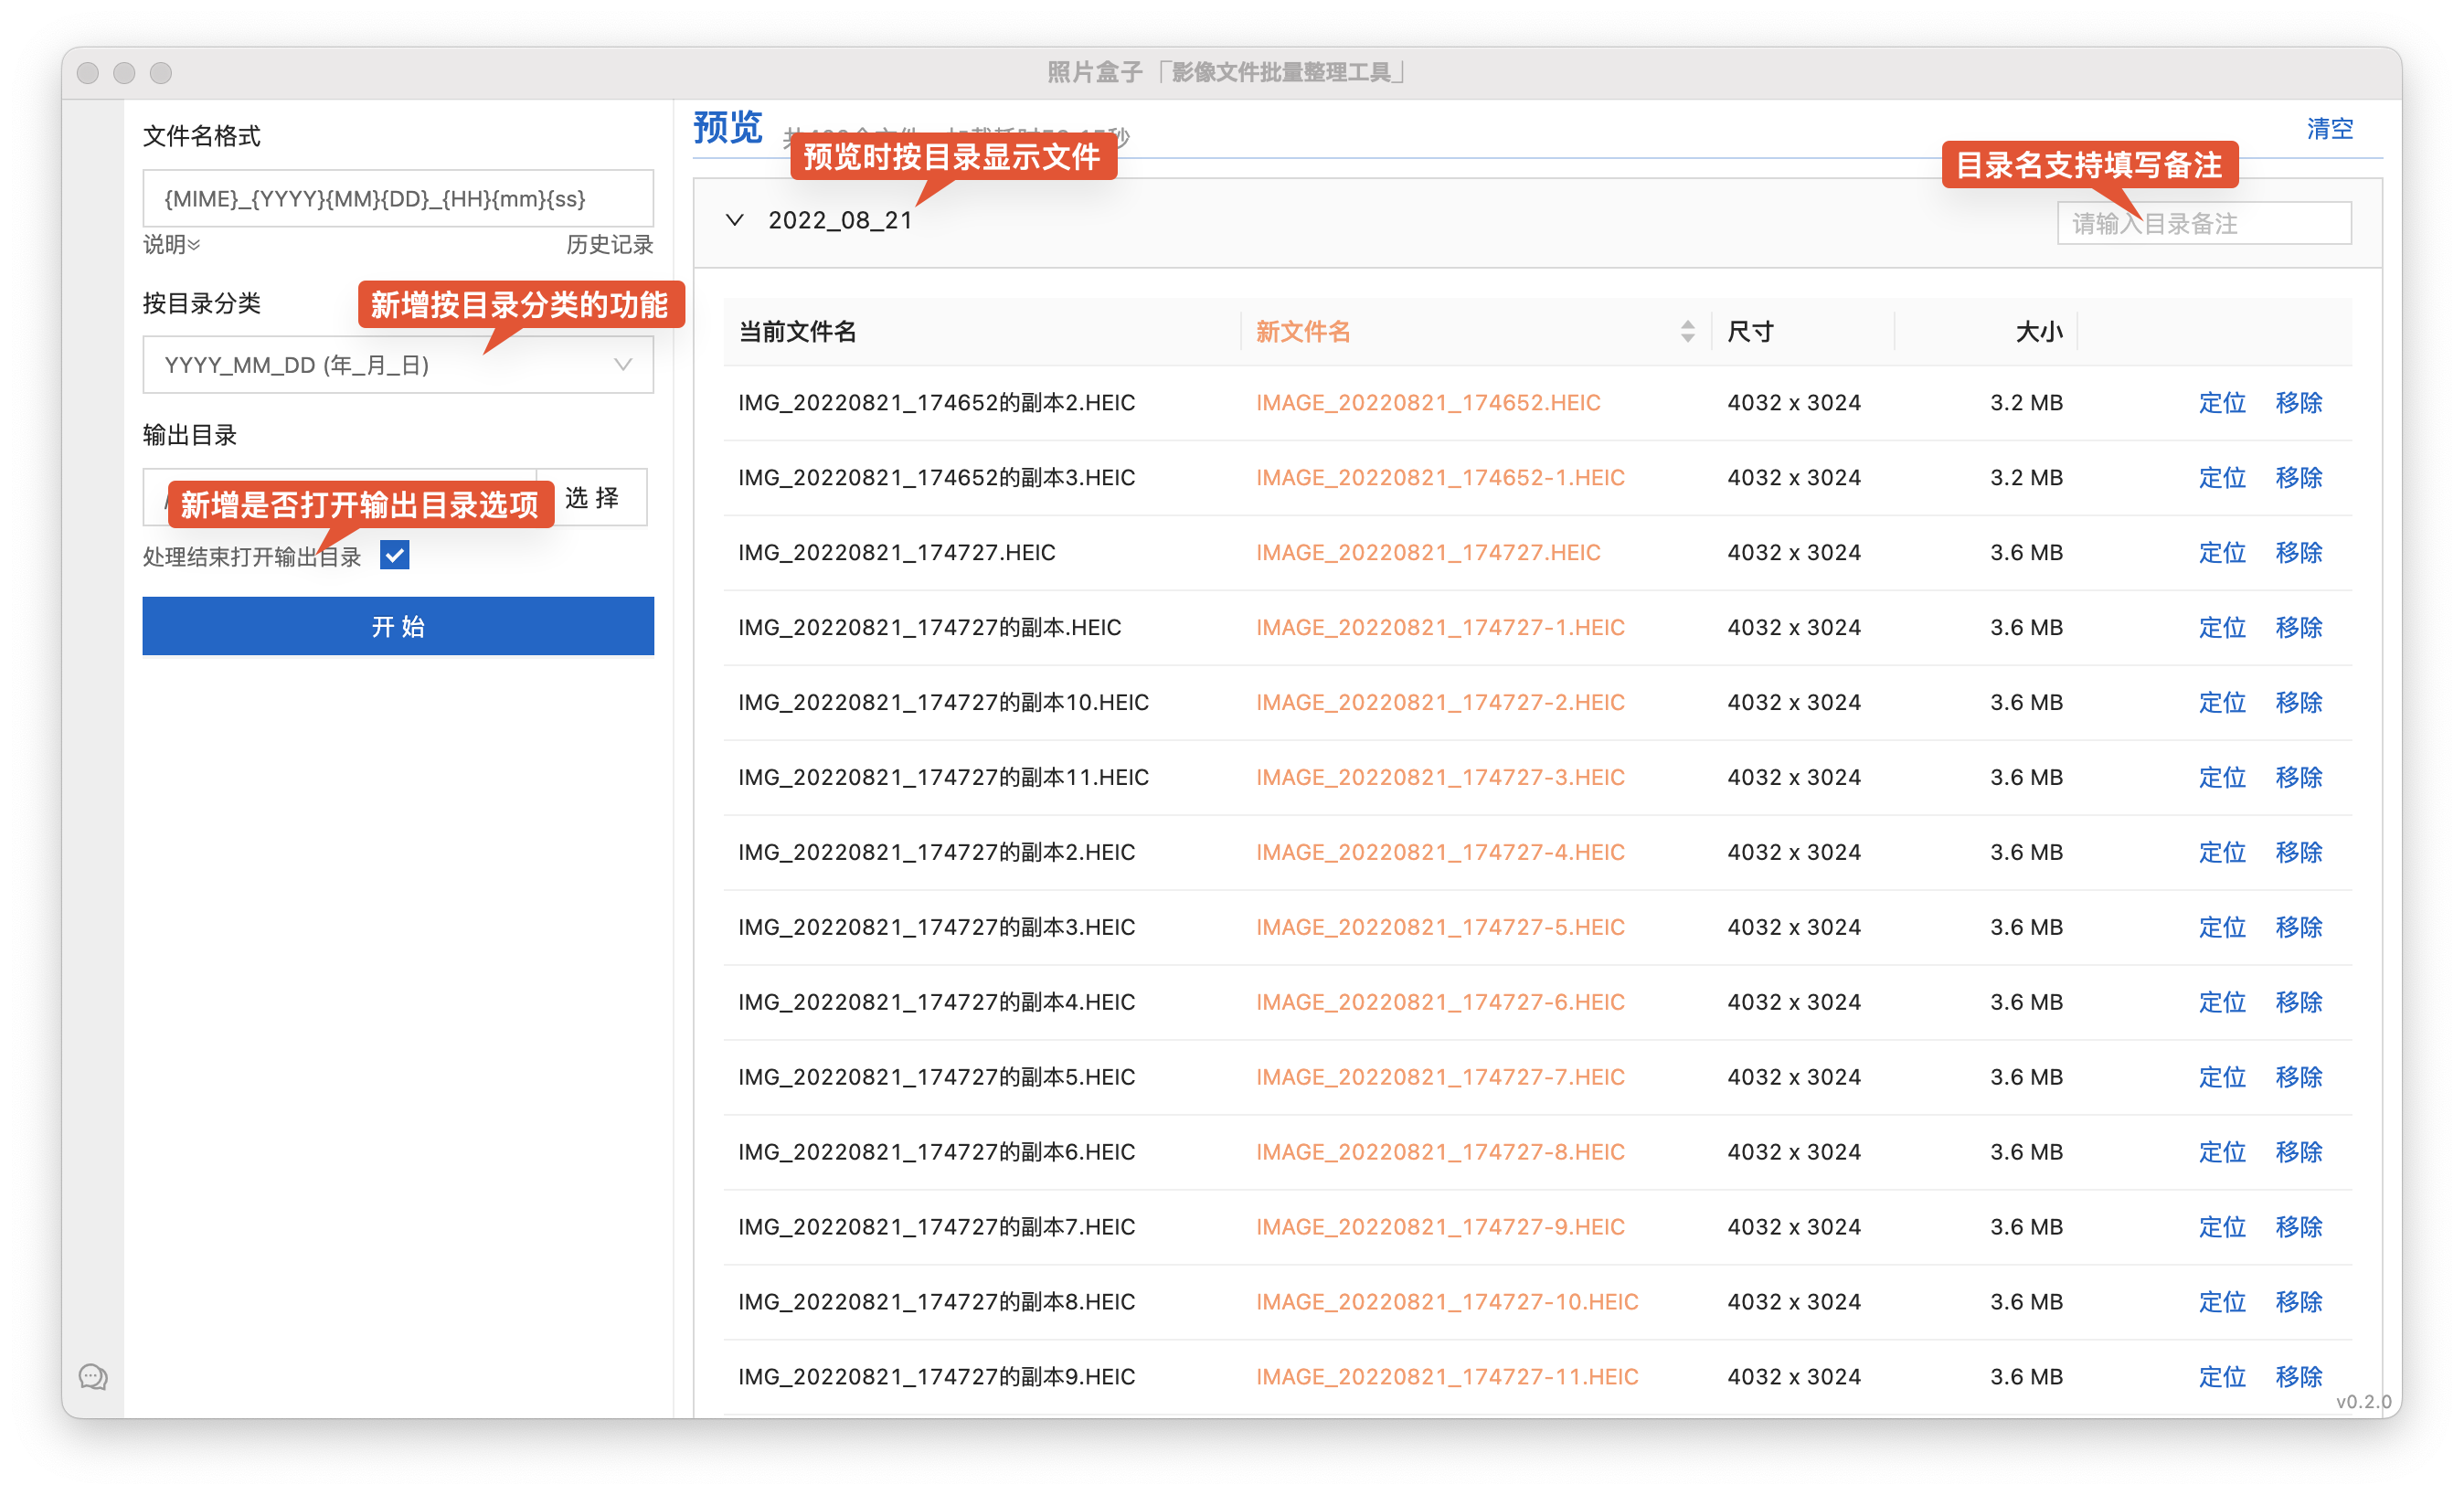 照片盒子「影像文件批量整理工具」
文件名格式
{MIME}_{YYYY}{MM}{DD}_{HH}{mm}{ss}
说明
历史记录
按目录分类
新增按目录分类的功能
YYYY_MM_DD (年_月_日)
输出目录
新增是否打开输出目录选项
选 择
处理结束打开输出目录
开 始
预览
清空
预览时按目录显示文件
目录名支持填写备注
2022_08_21
请输入目录备注
当前文件名 新文件名 尺寸 大小
IMG_20220821_174652的副本2.HEIC IMAGE_20220821_174652.HEIC 4032 x 3024 3.2 MB 定位 移除
IMG_20220821_174652的副本3.HEIC IMAGE_20220821_174652-1.HEIC 4032 x 3024 3.2 MB 定位 移除
IMG_20220821_174727.HEIC IMAGE_20220821_174727.HEIC 4032 x 3024 3.6 MB 定位 移除
IMG_20220821_174727的副本.HEIC IMAGE_20220821_174727-1.HEIC 4032 x 3024 3.6 MB 定位 移除
IMG_20220821_174727的副本10.HEIC IMAGE_20220821_174727-2.HEIC 4032 x 3024 3.6 MB 定位 移除
IMG_20220821_174727的副本11.HEIC IMAGE_20220821_174727-3.HEIC 4032 x 3024 3.6 MB 定位 移除
IMG_20220821_174727的副本2.HEIC IMAGE_20220821_174727-4.HEIC 4032 x 3024 3.6 MB 定位 移除
IMG_20220821_174727的副本3.HEIC IMAGE_20220821_174727-5.HEIC 4032 x 3024 3.6 MB 定位 移除
IMG_20220821_174727的副本4.HEIC IMAGE_20220821_174727-6.HEIC 4032 x 3024 3.6 MB 定位 移除
IMG_20220821_174727的副本5.HEIC IMAGE_20220821_174727-7.HEIC 4032 x 3024 3.6 MB 定位 移除
IMG_20220821_174727的副本6.HEIC IMAGE_20220821_174727-8.HEIC 4032 x 3024 3.6 MB 定位 移除
IMG_20220821_174727的副本7.HEIC IMAGE_20220821_174727-9.HEIC 4032 x 3024 3.6 MB 定位 移除
IMG_20220821_174727的副本8.HEIC IMAGE_20220821_174727-10.HEIC 4032 x 3024 3.6 MB 定位 移除
IMG_20220821_174727的副本9.HEIC IMAGE_20220821_174727-11.HEIC 4032 x 3024 3.6 MB 定位 移除
v0.2.0